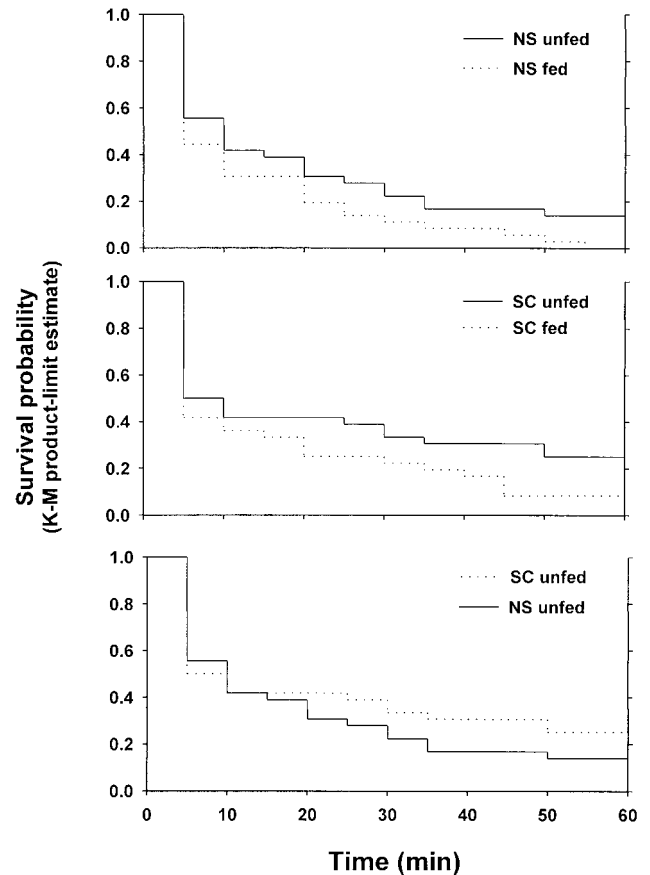 1.0
NS unfed
0.8
NS fed
0.6
0.4
0.2
0.0
1.0
SC unfed
0.8
SC fed
0.6
0.4
0.2
0.0
Survival probability
(K-M product-limit estimate)
1.0
SC unfed
0.8
NS unfed
0.6
0.4
0.2
0.0
0 10 20 30 40 50 60
Time (min)